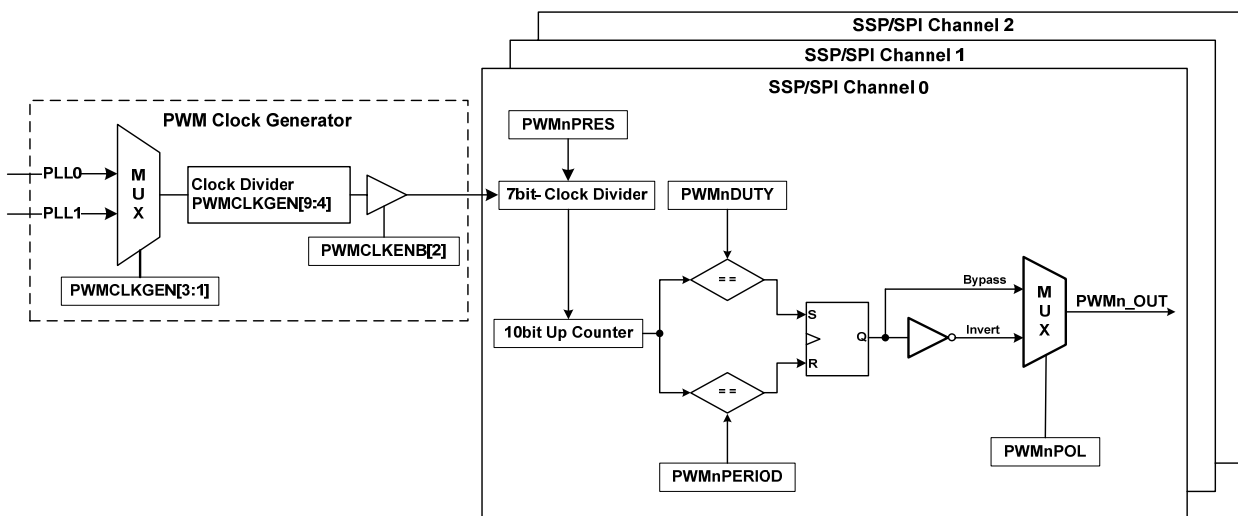 SSP/SPI Channel 2
SSP/SPI Channel 1
SSP/SPI Channel 0
PWM Clock Generator
PLL0
PLL1
M
U
X
Clock Divider
PWMCLKGEN[9:4]
PWMCLKENB[2]
PWMCLKGEN[3:1]
PWMnPRES
7bit- Clock Divider
10bit Up Counter
PWMnDUTY
= =
= =
PWMnPERIOD
S
R
Q
Bypass
Invert
M
U
X
PWMn_OUT
PWMnPOL